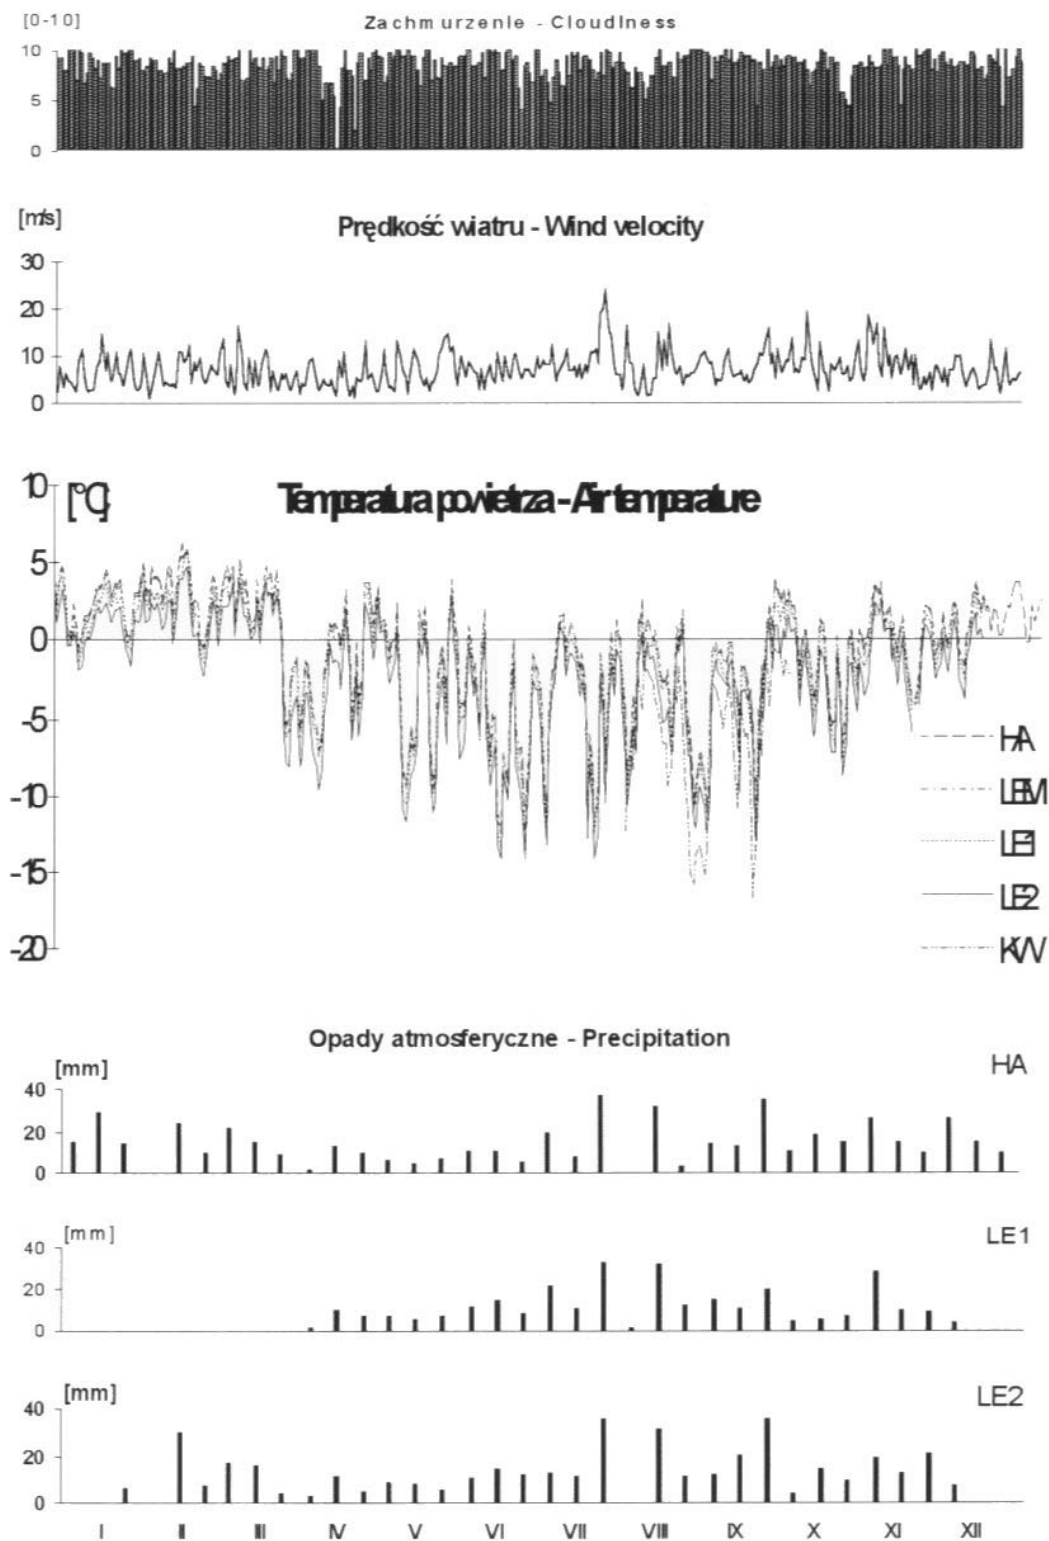 [0-10]
Zachmurzenie - Cloudiness
10
5
0
[m/s]
Prędkość wiatru - Wind velocity
30
20
10
0
[°C]
Temperatura powietrza - Air temperature
10
5
0
-5
-10
-15
-20
HA
LEM
LE1
LE2
KW
Opady atmosferyczne - Precipitation
[mm]
HA
40
20
0
[mm]
LE1
40
20
0
[mm]
LE2
40
20
0
I II III IV V VI VII VIII IX X XI XII